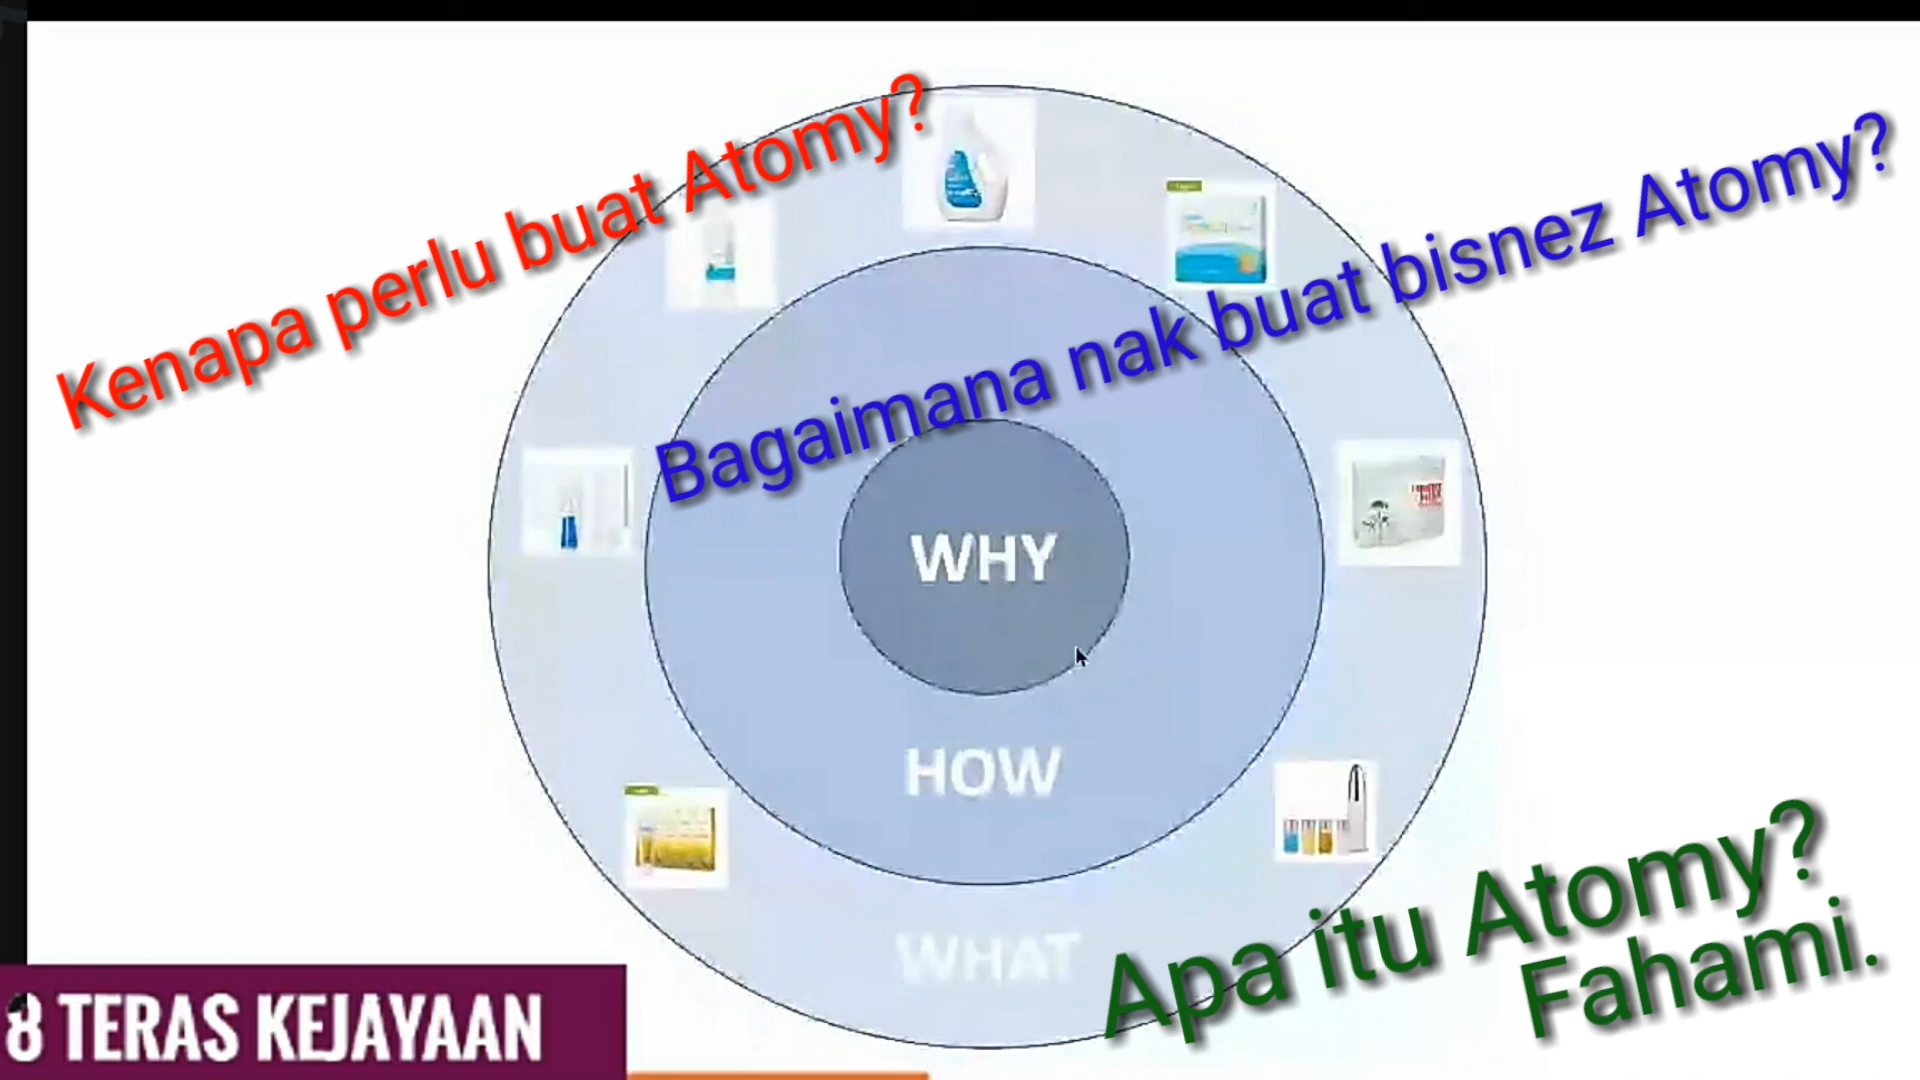 Kenapa perlu buat Atomy?
Bagaimana nak buat bisnez Atomy?
WHY
HOW
WHAT
Apa itu Atomy?
Fahami.
8 TERAS KEJAYAAN